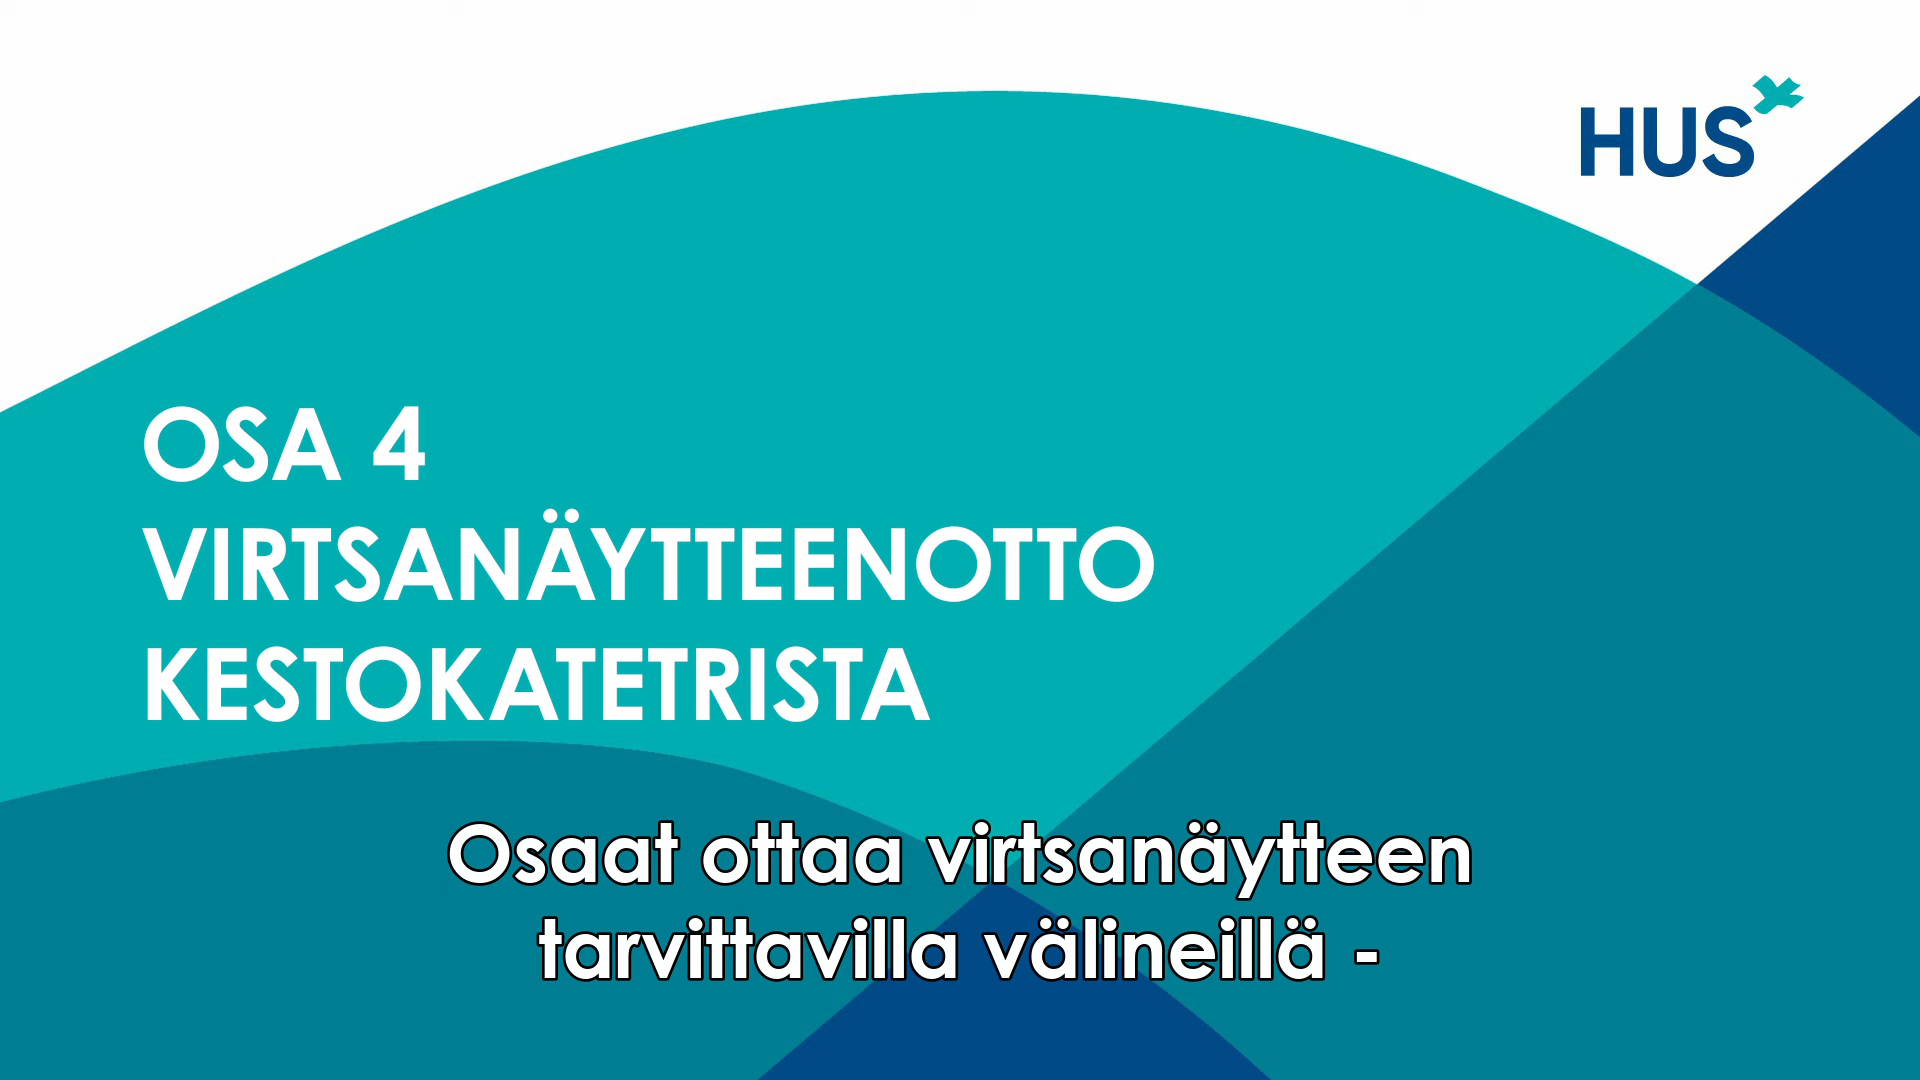 HUS
OSA 4
VIRTSANÄYTTEENOTTO
KESTOKATETRISTA
Osaat ottaa virtsanäytteen
tarvittavilla välineillä -